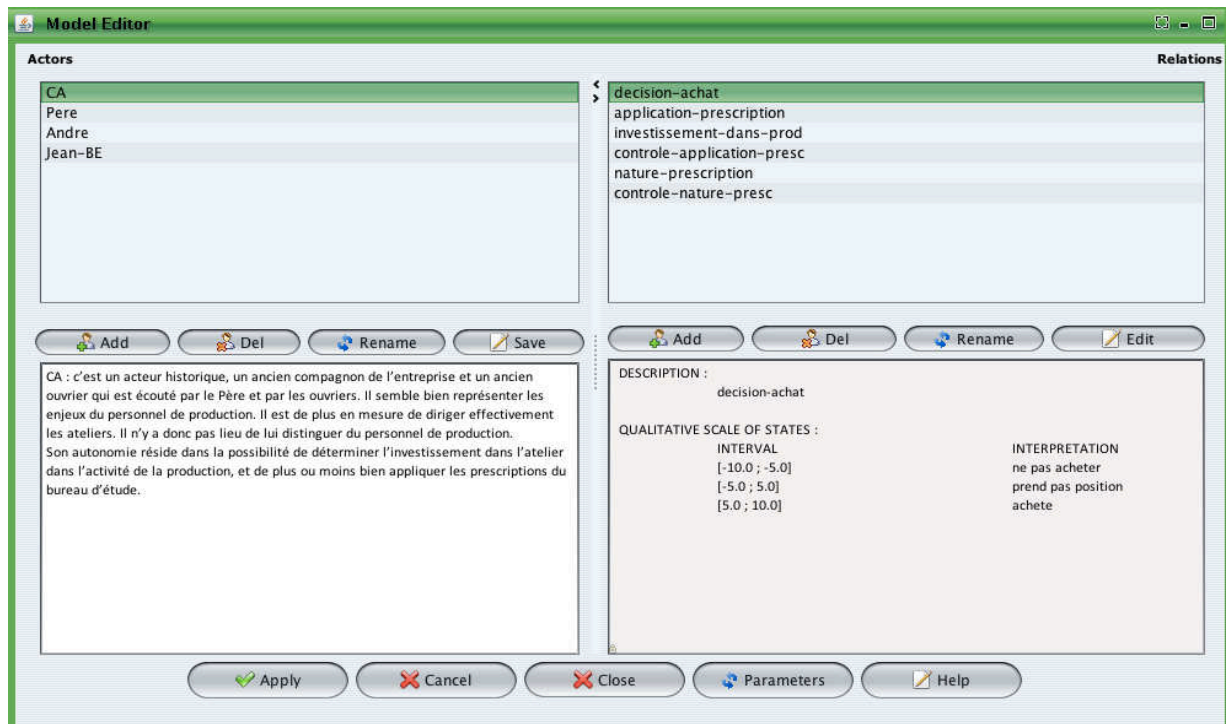 Model Editor
Actors
Relations
CA
Pere
Andre
Jean-BE
decision-achat
application-prescription
investissement-dans-prod
controle-application-presc
nature-prescription
controle-nature-presc
Add Del Rename Save
Add Del Rename Edit
CA : c'est un acteur historique, un ancien compagnon de l'entreprise et un ancien
ouvrier qui est écouté par le Père et par les ouvriers. Il semble bien représenter les
enjeux du personnel de production. Il est de plus en mesure de diriger effectivement
les ateliers. Il n'y a donc pas lieu de lui distinguer du personnel de production.
Son autonomie réside dans la possibilité de déterminer l'investissement dans l'atelier
dans l'activité de la production, et de plus ou moins bien appliquer les prescriptions du
bureau d'étude.
DESCRIPTION :
decision-achat
QUALITATIVE SCALE OF STATES :
INTERVAL INTERPRETATION
[-10.0 ; -5.0] ne pas acheter
[-5.0 ; 5.0] prend pas position
[5.0 ; 10.0] achete
Apply Cancel Close Parameters Help